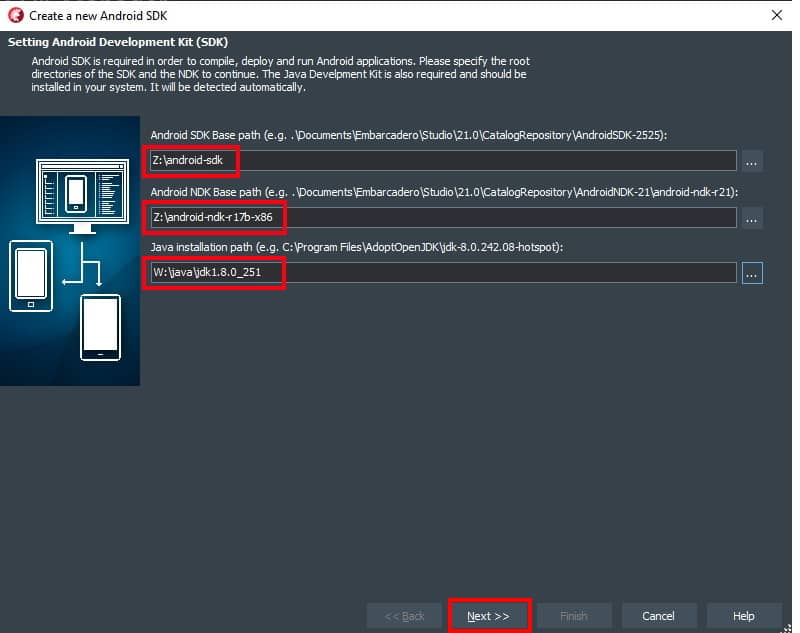 Create a new Android SDK
Setting Android Development Kit (SDK)
Android SDK is required in order to compile, deploy and run Android applications. Please specify the root
directories of the SDK and the NDK to continue. The Java Develpment Kit is also required and should be
installed in your system. It will be detected automatically.
Android SDK Base path (e.g. .\Documents\Embarcadero\Studio\21.0\CatalogRepository\AndroidSDK-2525):
Z:\android-sdk
...
Android NDK Base path (e.g. .\Documents\Embarcadero\Studio\21.0\CatalogRepository\AndroidNDK-21\android-ndk-r21):
Z:\android-ndk-r17b-x86
...
Java installation path (e.g. C:\Program Files\AdoptOpenJDK\jdk-8.0.242.08-hotspot):
W:\java\jdk1.8.0_251
...
<< Back Next >> Finish Cancel Help